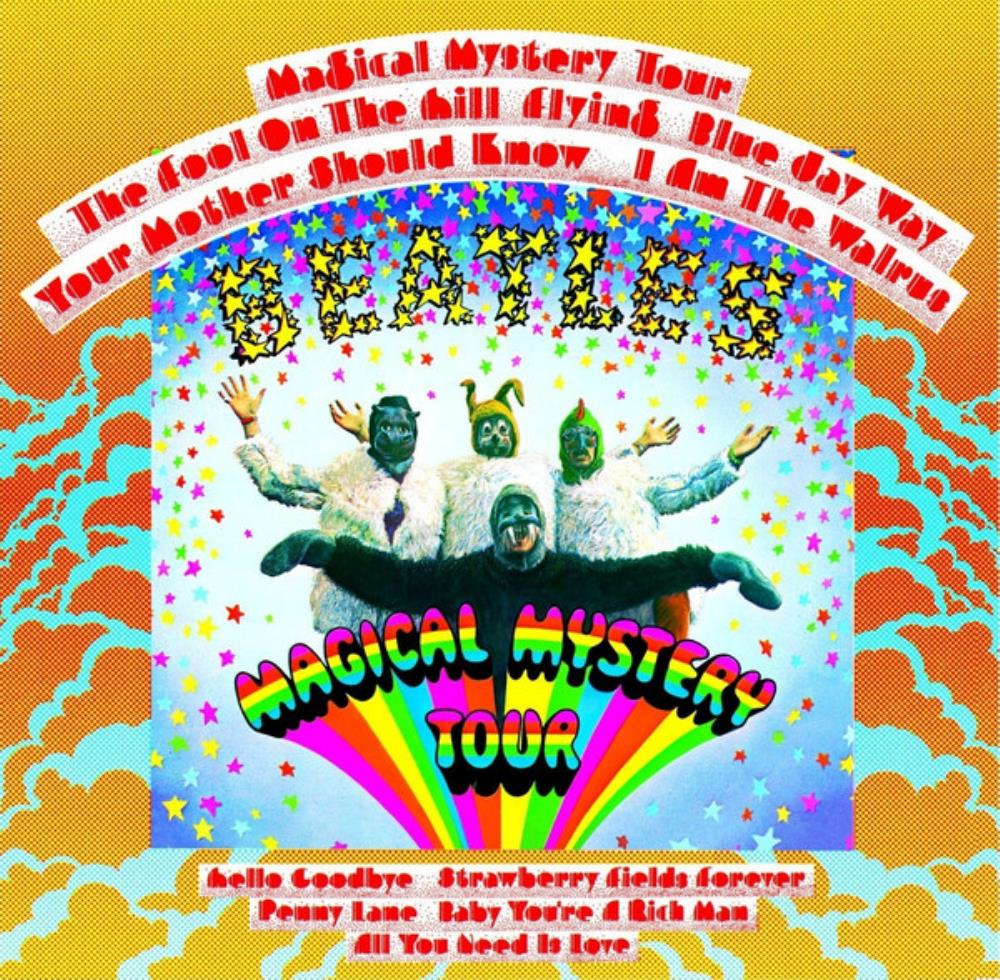 Magical Mystery Tour
The Fool On The Hill Flying Blue Jay Way
Your Mother Should Know I Am The Walrus
BEATLES
MAGICAL MYSTERY
TOUR
Hello Goodbye Strawberry Fields Forever
Penny Lane Baby You're A Rich Man
All You Need Is Love